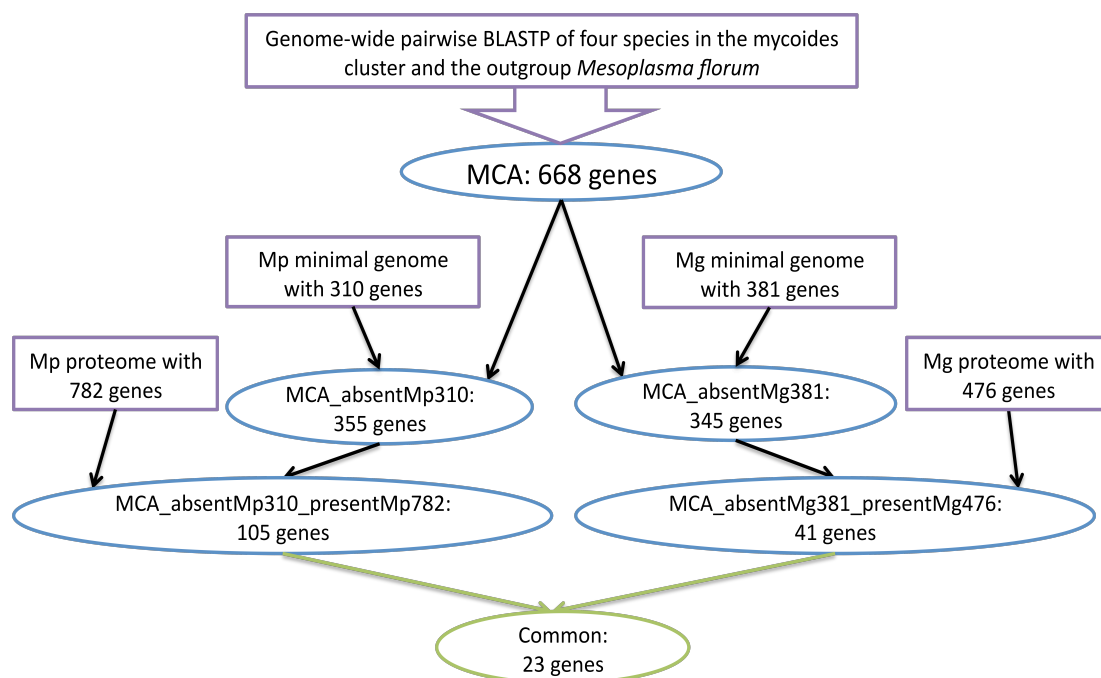 Genome-wide pairwise BLASTP of four species in the mycoides
cluster and the outgroup Mesoplasma florum
MCA: 668 genes
Mp minimal genome
with 310 genes
Mg minimal genome
with 381 genes
Mp proteome with
782 genes
Mg proteome with
476 genes
MCA_absentMp310:
355 genes
MCA_absentMg381:
345 genes
MCA_absentMp310_presentMp782:
105 genes
MCA_absentMg381_presentMg476:
41 genes
Common:
23 genes